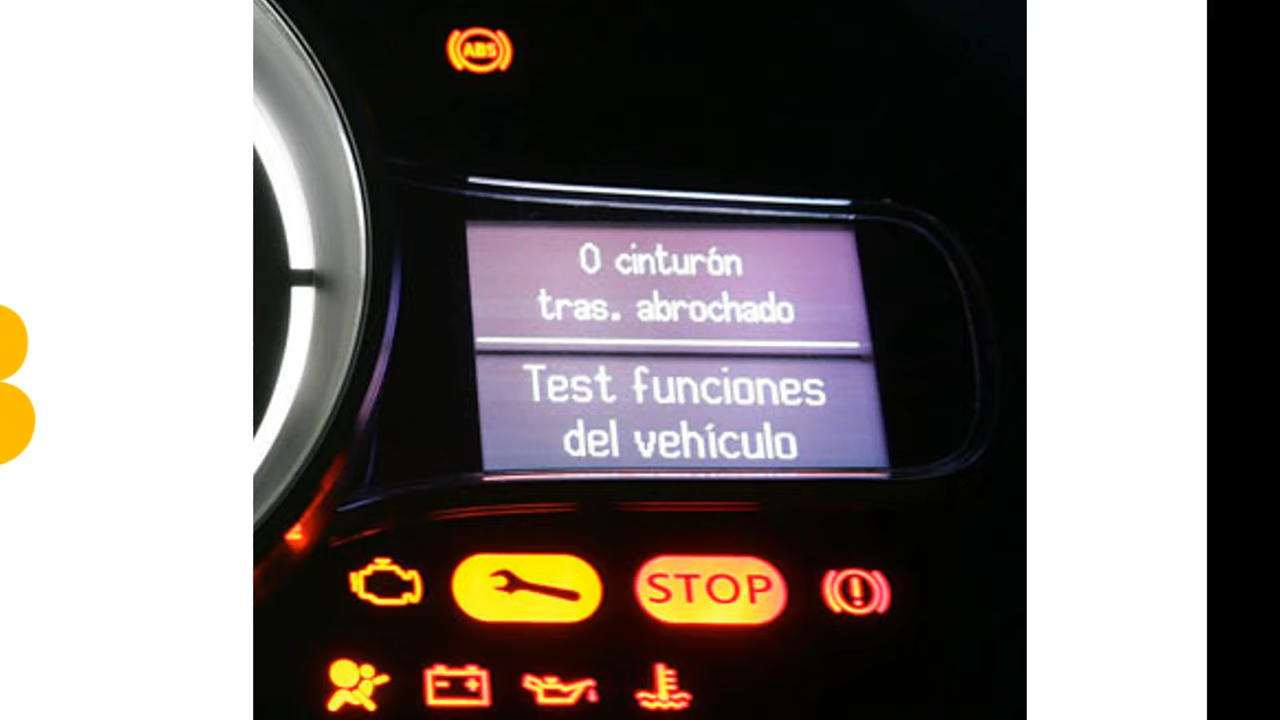 ABS
0 cinturón
tras. abrochado
Test funciones
del vehículo
STOP